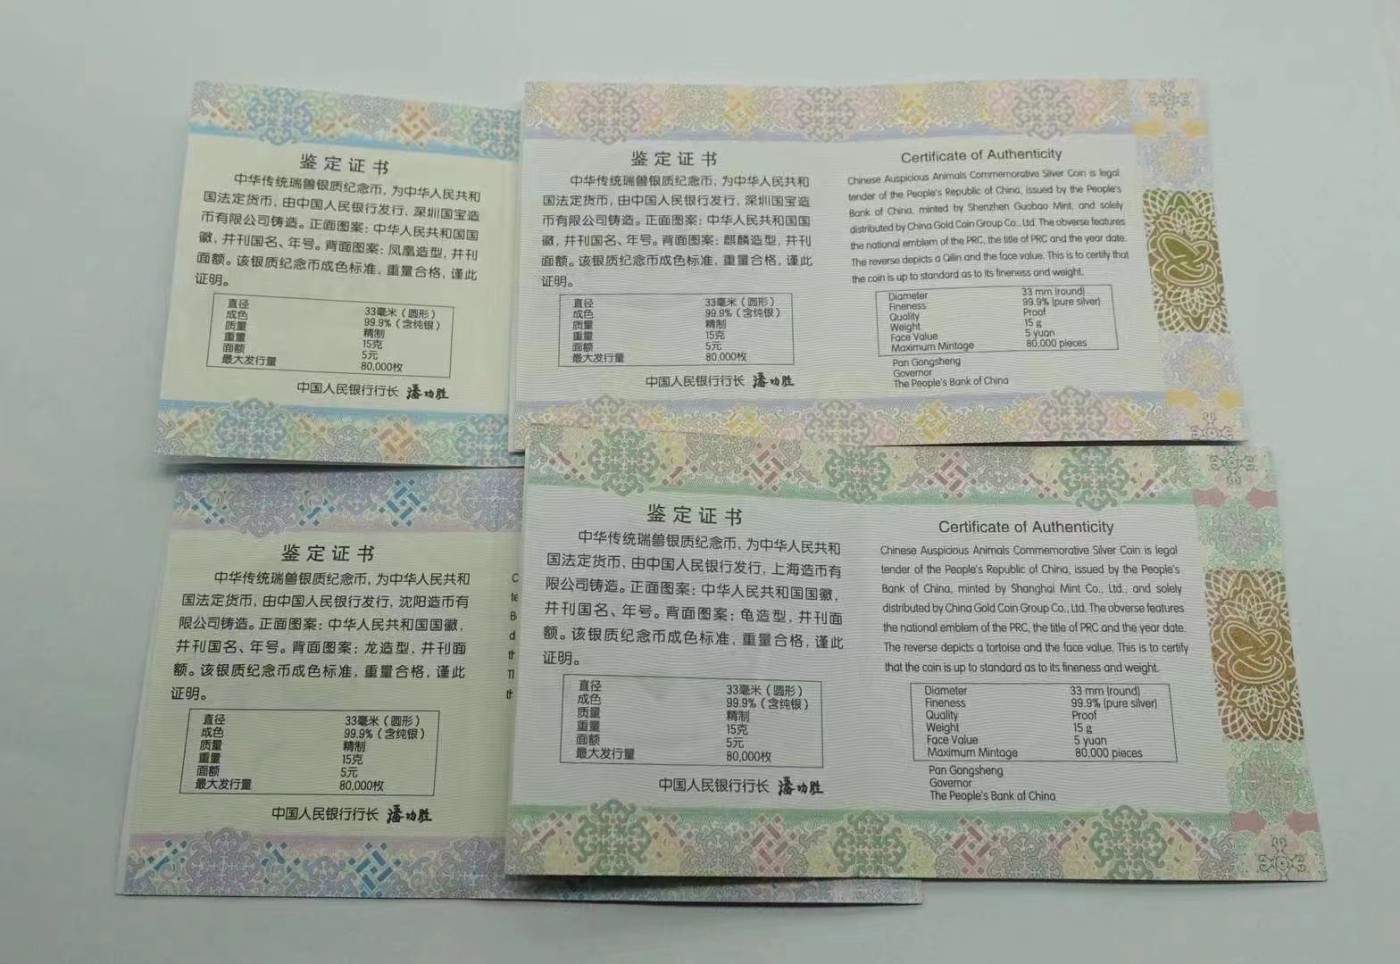 鉴定证书
中华传统瑞兽银质纪念币，为中华人民共和
国法定货币，由中国人民银行发行，深圳国宝造
币有限公司铸造。正面图案：中华人民共和国国
徽，并刊国名、年号。背面图案：凤凰造型，并刊
面额。该银质纪念币成色标准，重量合格，谨此
证明。
直径 33毫米（圆形）
成色 99.9%（含纯银）
质量 精制
重量 15克
面额 5元
最大发行量 80,000枚
中国人民银行行长 潘功胜
鉴定证书
中华传统瑞兽银质纪念币，为中华人民共和
国法定货币，由中国人民银行发行，深圳国宝造
币有限公司铸造。正面图案：中华人民共和国国
徽，并刊国名、年号。背面图案：麒麟造型，并刊
面额。该银质纪念币成色标准，重量合格，谨此
证明。
直径 33毫米（圆形）
成色 99.9%（含纯银）
质量 精制
重量 15克
面额 5元
最大发行量 80,000枚
中国人民银行行长 潘功胜
Certificate of Authenticity
Chinese Auspicious Animals Commemorative Silver Coin is legal
tender of the People's Republic of China, issued by the People's
Bank of China, minted by Shenzhen Guobao Mint, and solely
distributed by China Gold Coin Group Co., Ltd. The obverse features
the national emblem of the PRC, the title of PRC and the year date.
The reverse depicts a Qilin and the face value. This is to certify that
the coin is up to standard as to its fineness and weight.
Diameter 33 mm (round)
Fineness 99.9% (pure silver)
Quality Proof
Weight 15 g
Face Value 5 yuan
Maximum Mintage 80,000 pieces
Pan Gongsheng
Governor
The People's Bank of China
鉴定证书
中华传统瑞兽银质纪念币，为中华人民共和
国法定货币，由中国人民银行发行，沈阳造币有
限公司铸造。正面图案：中华人民共和国国徽，
并刊国名、年号。背面图案：龙造型，并刊面
额。该银质纪念币成色标准，重量合格，谨此
证明。
直径 33毫米（圆形）
成色 99.9%（含纯银）
质量 精制
重量 15克
面额 5元
最大发行量 80,000枚
中国人民银行行长 潘功胜
鉴定证书
中华传统瑞兽银质纪念币，为中华人民共和
国法定货币，由中国人民银行发行，上海造币有
限公司铸造。正面图案：中华人民共和国国徽，
并刊国名、年号。背面图案：龟造型，并刊面
额。该银质纪念币成色标准，重量合格，谨此
证明。
直径 33毫米（圆形）
成色 99.9%（含纯银）
质量 精制
重量 15克
面额 5元
最大发行量 80,000枚
中国人民银行行长 潘功胜
Certificate of Authenticity
Chinese Auspicious Animals Commemorative Silver Coin is legal
tender of the People's Republic of China, issued by the People's
Bank of China, minted by Shanghai Mint Co., Ltd., and solely
distributed by China Gold Coin Group Co., Ltd. The obverse features
the national emblem of the PRC, the title of PRC and the year date.
The reverse depicts a tortoise and the face value. This is to certify
that the coin is up to standard as to its fineness and weight.
Diameter 33 mm (round)
Fineness 99.9% (pure silver)
Quality Proof
Weight 15 g
Face Value 5 yuan
Maximum Mintage 80,000 pieces
Pan Gongsheng
Governor
The People's Bank of China